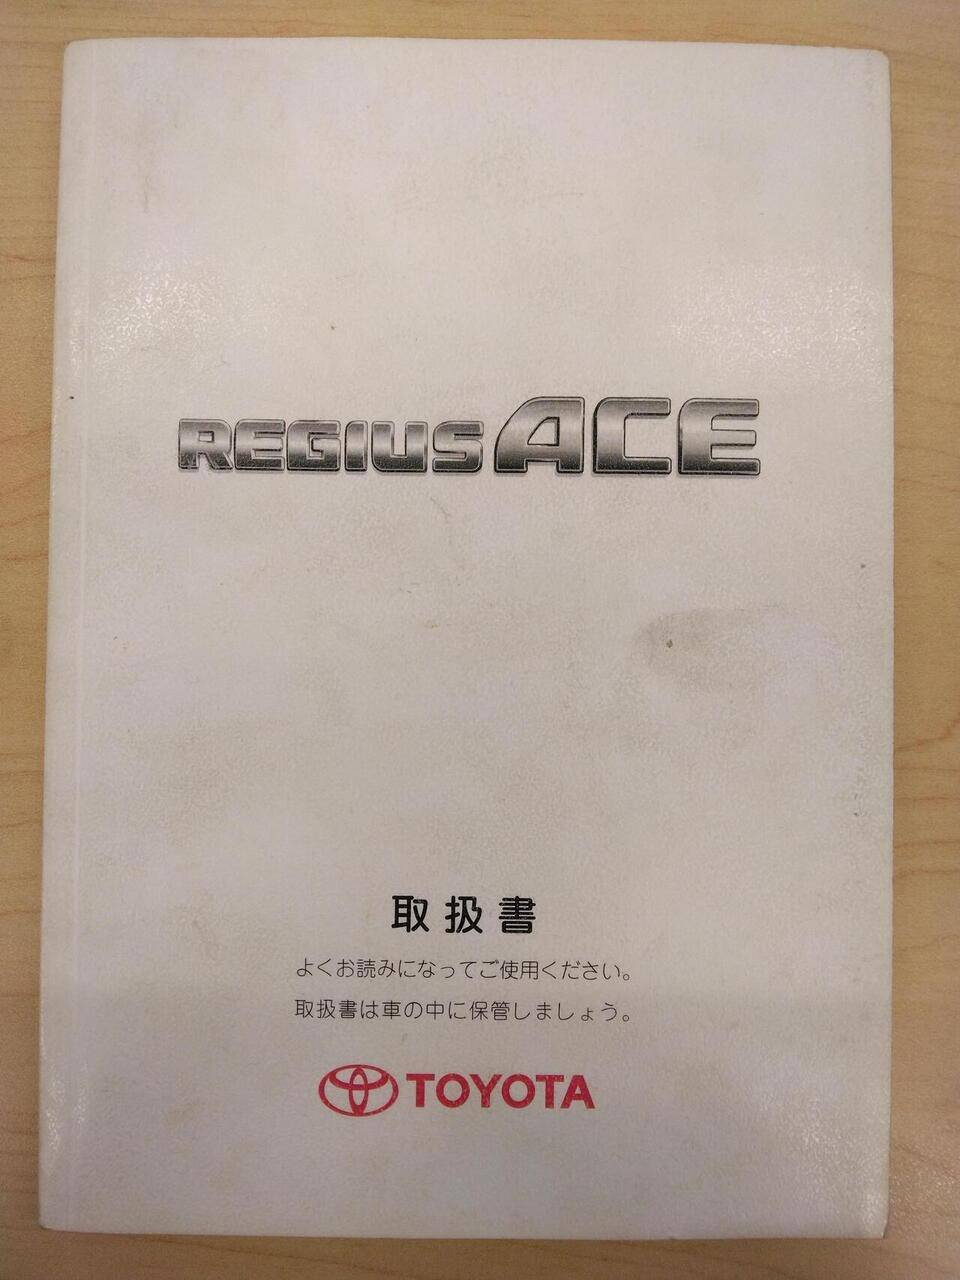 REGIUS ACE
取扱書
よくお読みになってご使用ください。
取扱書は車の中に保管しましょう。
TOYOTA